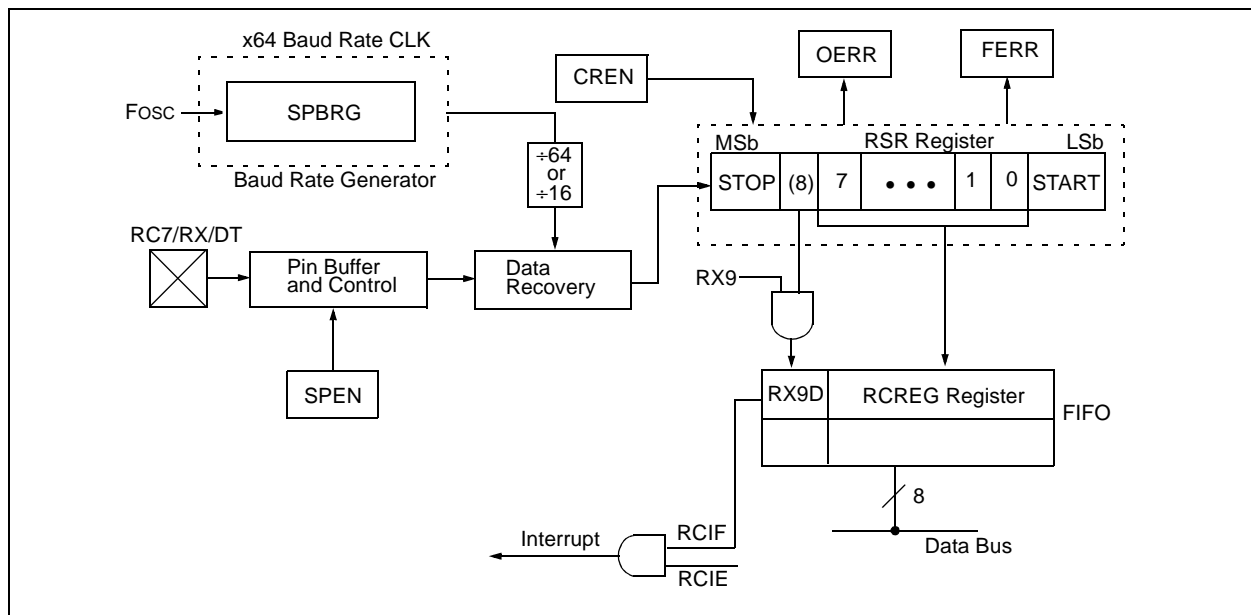 x64 Baud Rate CLK
FOSC
SPBRG
Baud Rate Generator
CREN
OERR
FERR
÷64
or
÷16
MSb
RSR Register
LSb
STOP
(8)
7
• • •
1
0
START
RC7/RX/DT
Pin Buffer
and Control
Data
Recovery
SPEN
RX9
RX9D
RCREG Register
FIFO
8
Data Bus
Interrupt
RCIF
RCIE